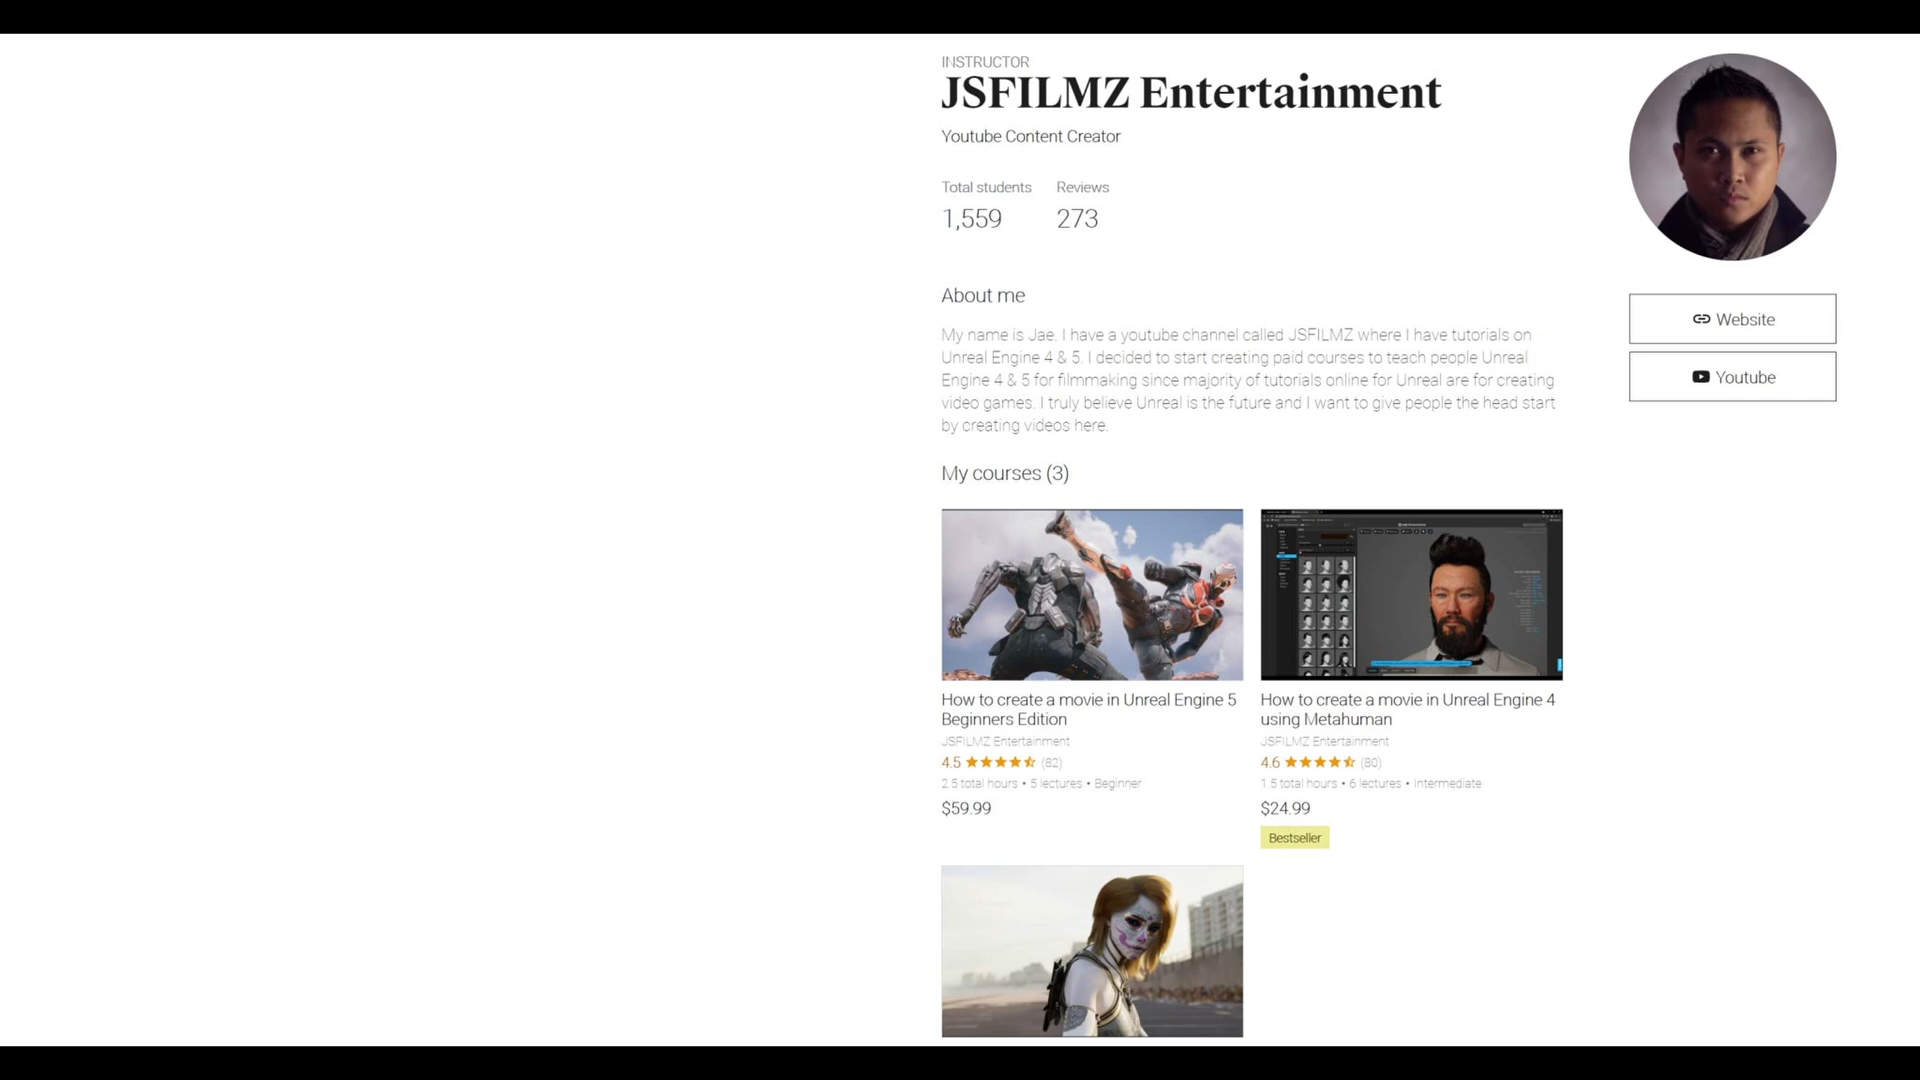 INSTRUCTOR
JSFILMZ Entertainment
Youtube Content Creator
Total students
Reviews
1,559
273
About me
My name is Jae. I have a youtube channel called JSFILMZ where I have tutorials on
Unreal Engine 4 & 5. I decided to start creating paid courses to teach people Unreal
Engine 4 & 5 for filmmaking since majority of tutorials online for Unreal are for creating
video games. I truly believe Unreal is the future and I want to give people the head start
by creating videos here.
Website
Youtube
My courses (3)
How to create a movie in Unreal Engine 5
Beginners Edition
JSFILMZ Entertainment
4.5 (82)
2.5 total hours • 5 lectures • Beginner
$59.99
How to create a movie in Unreal Engine 4
using Metahuman
JSFILMZ Entertainment
4.6 (80)
1.5 total hours • 6 lectures • Intermediate
$24.99
Bestseller